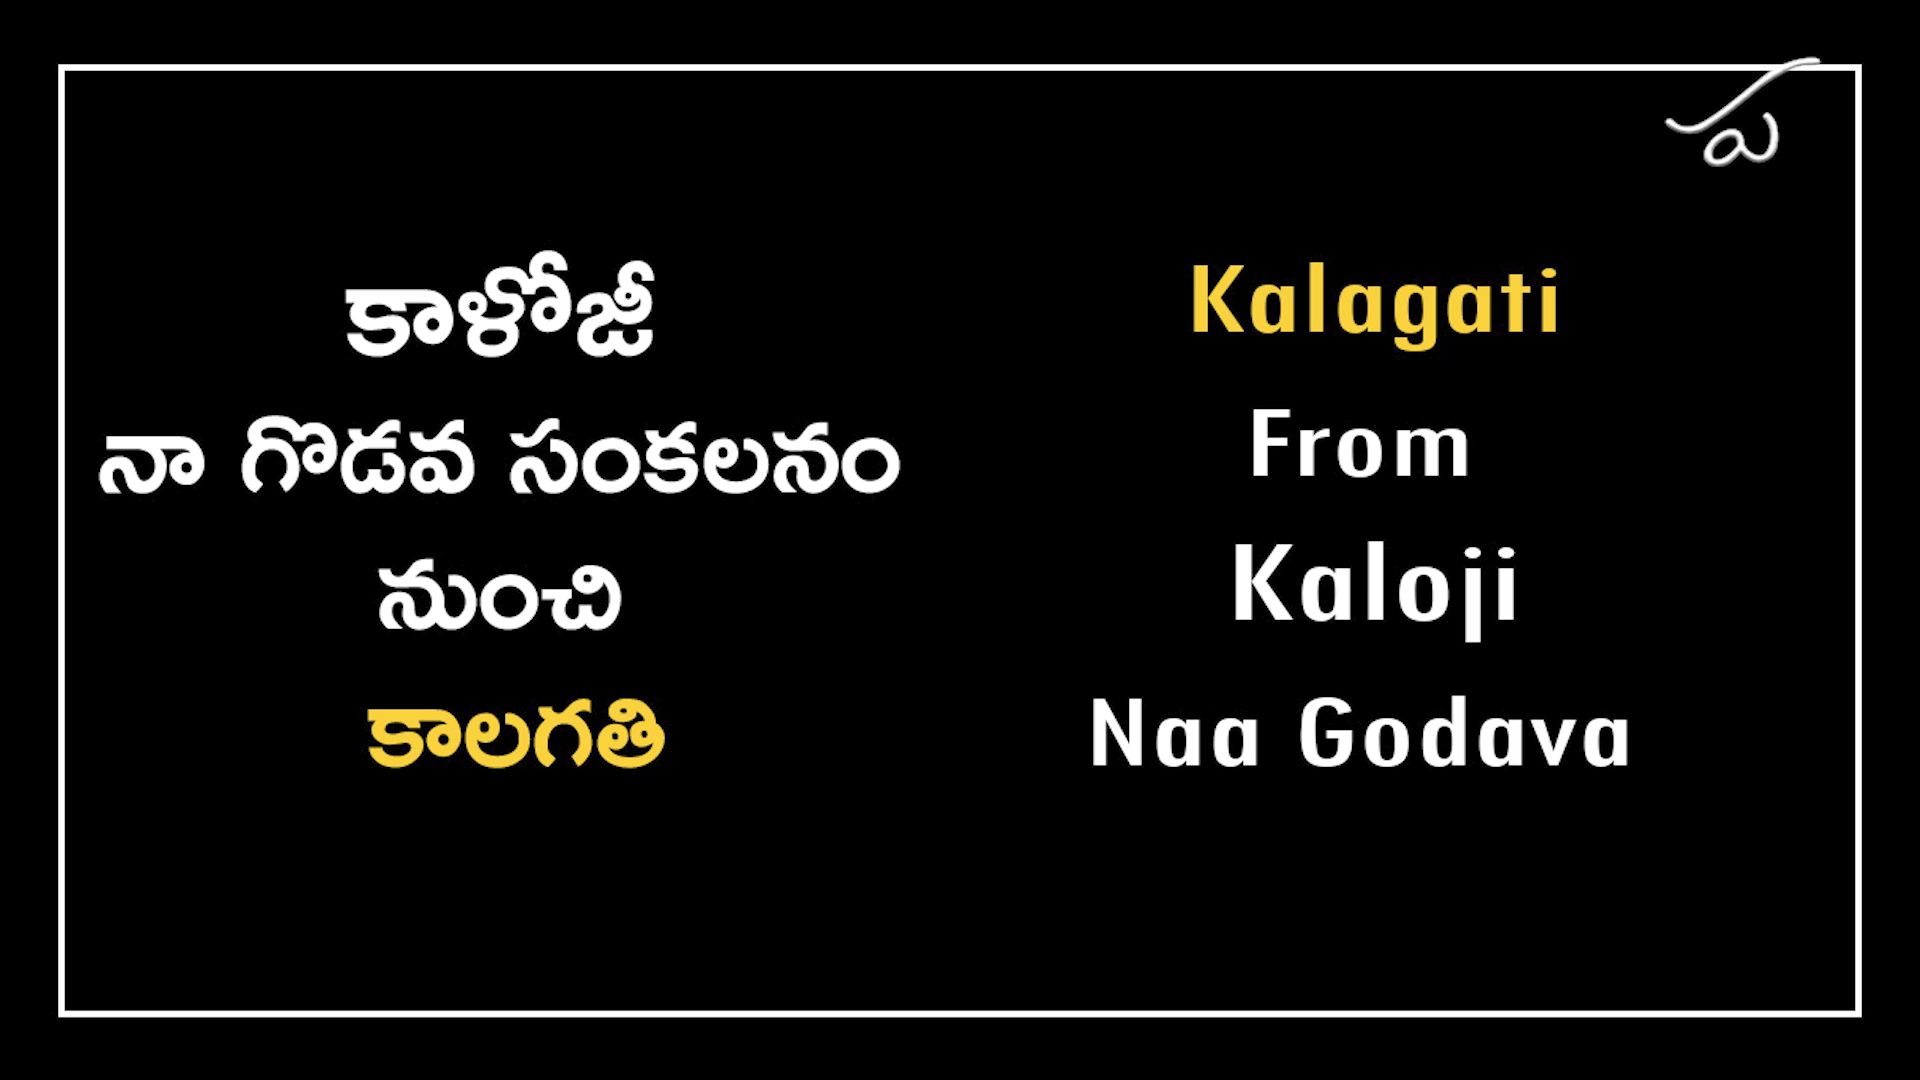 ప
కాళోజీ
నా గొడవ సంకలనం
నుంచి
కాలగతి
Kalagati
From
Kaloji
Naa Godava